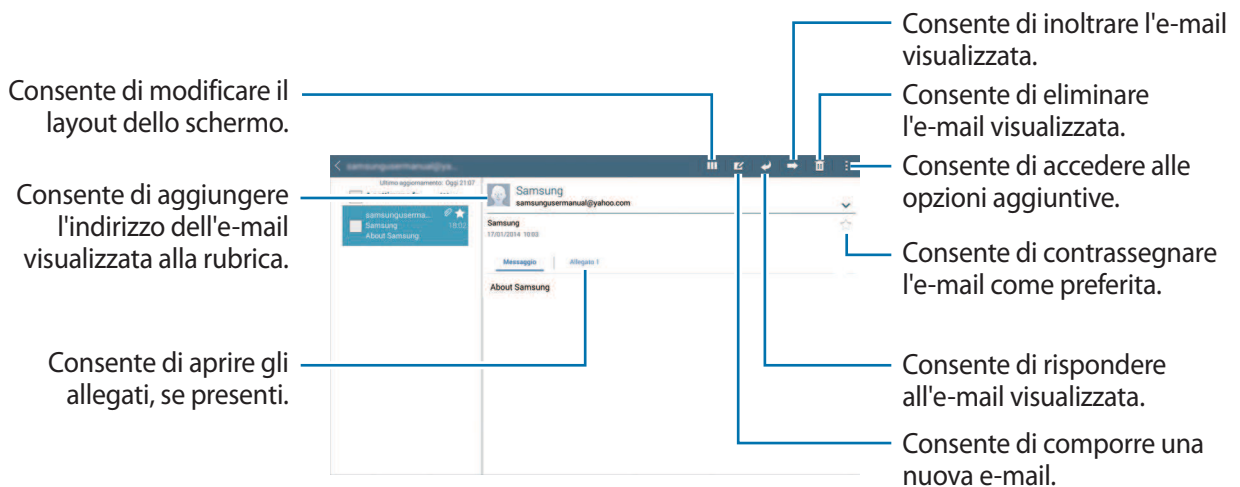 Consente di inoltrare l'e-mail
visualizzata.
Consente di modificare il
layout dello schermo.
Consente di eliminare
l'e-mail visualizzata.
Consente di accedere alle
opzioni aggiuntive.
Consente di aggiungere
l'indirizzo dell'e-mail
visualizzata alla rubrica.
Ultimo aggiornamento: Oggi 21:07
samsunguserma...
Samsung 10:02
About Samsung
Samsung
samsungusermanual@yahoo.com
Samsung
17/01/2014 10:02
Messaggio Allegato 1
About Samsung
Consente di contrassegnare
l'e-mail come preferita.
Consente di aprire gli
allegati, se presenti.
Consente di rispondere
all'e-mail visualizzata.
Consente di comporre una
nuova e-mail.